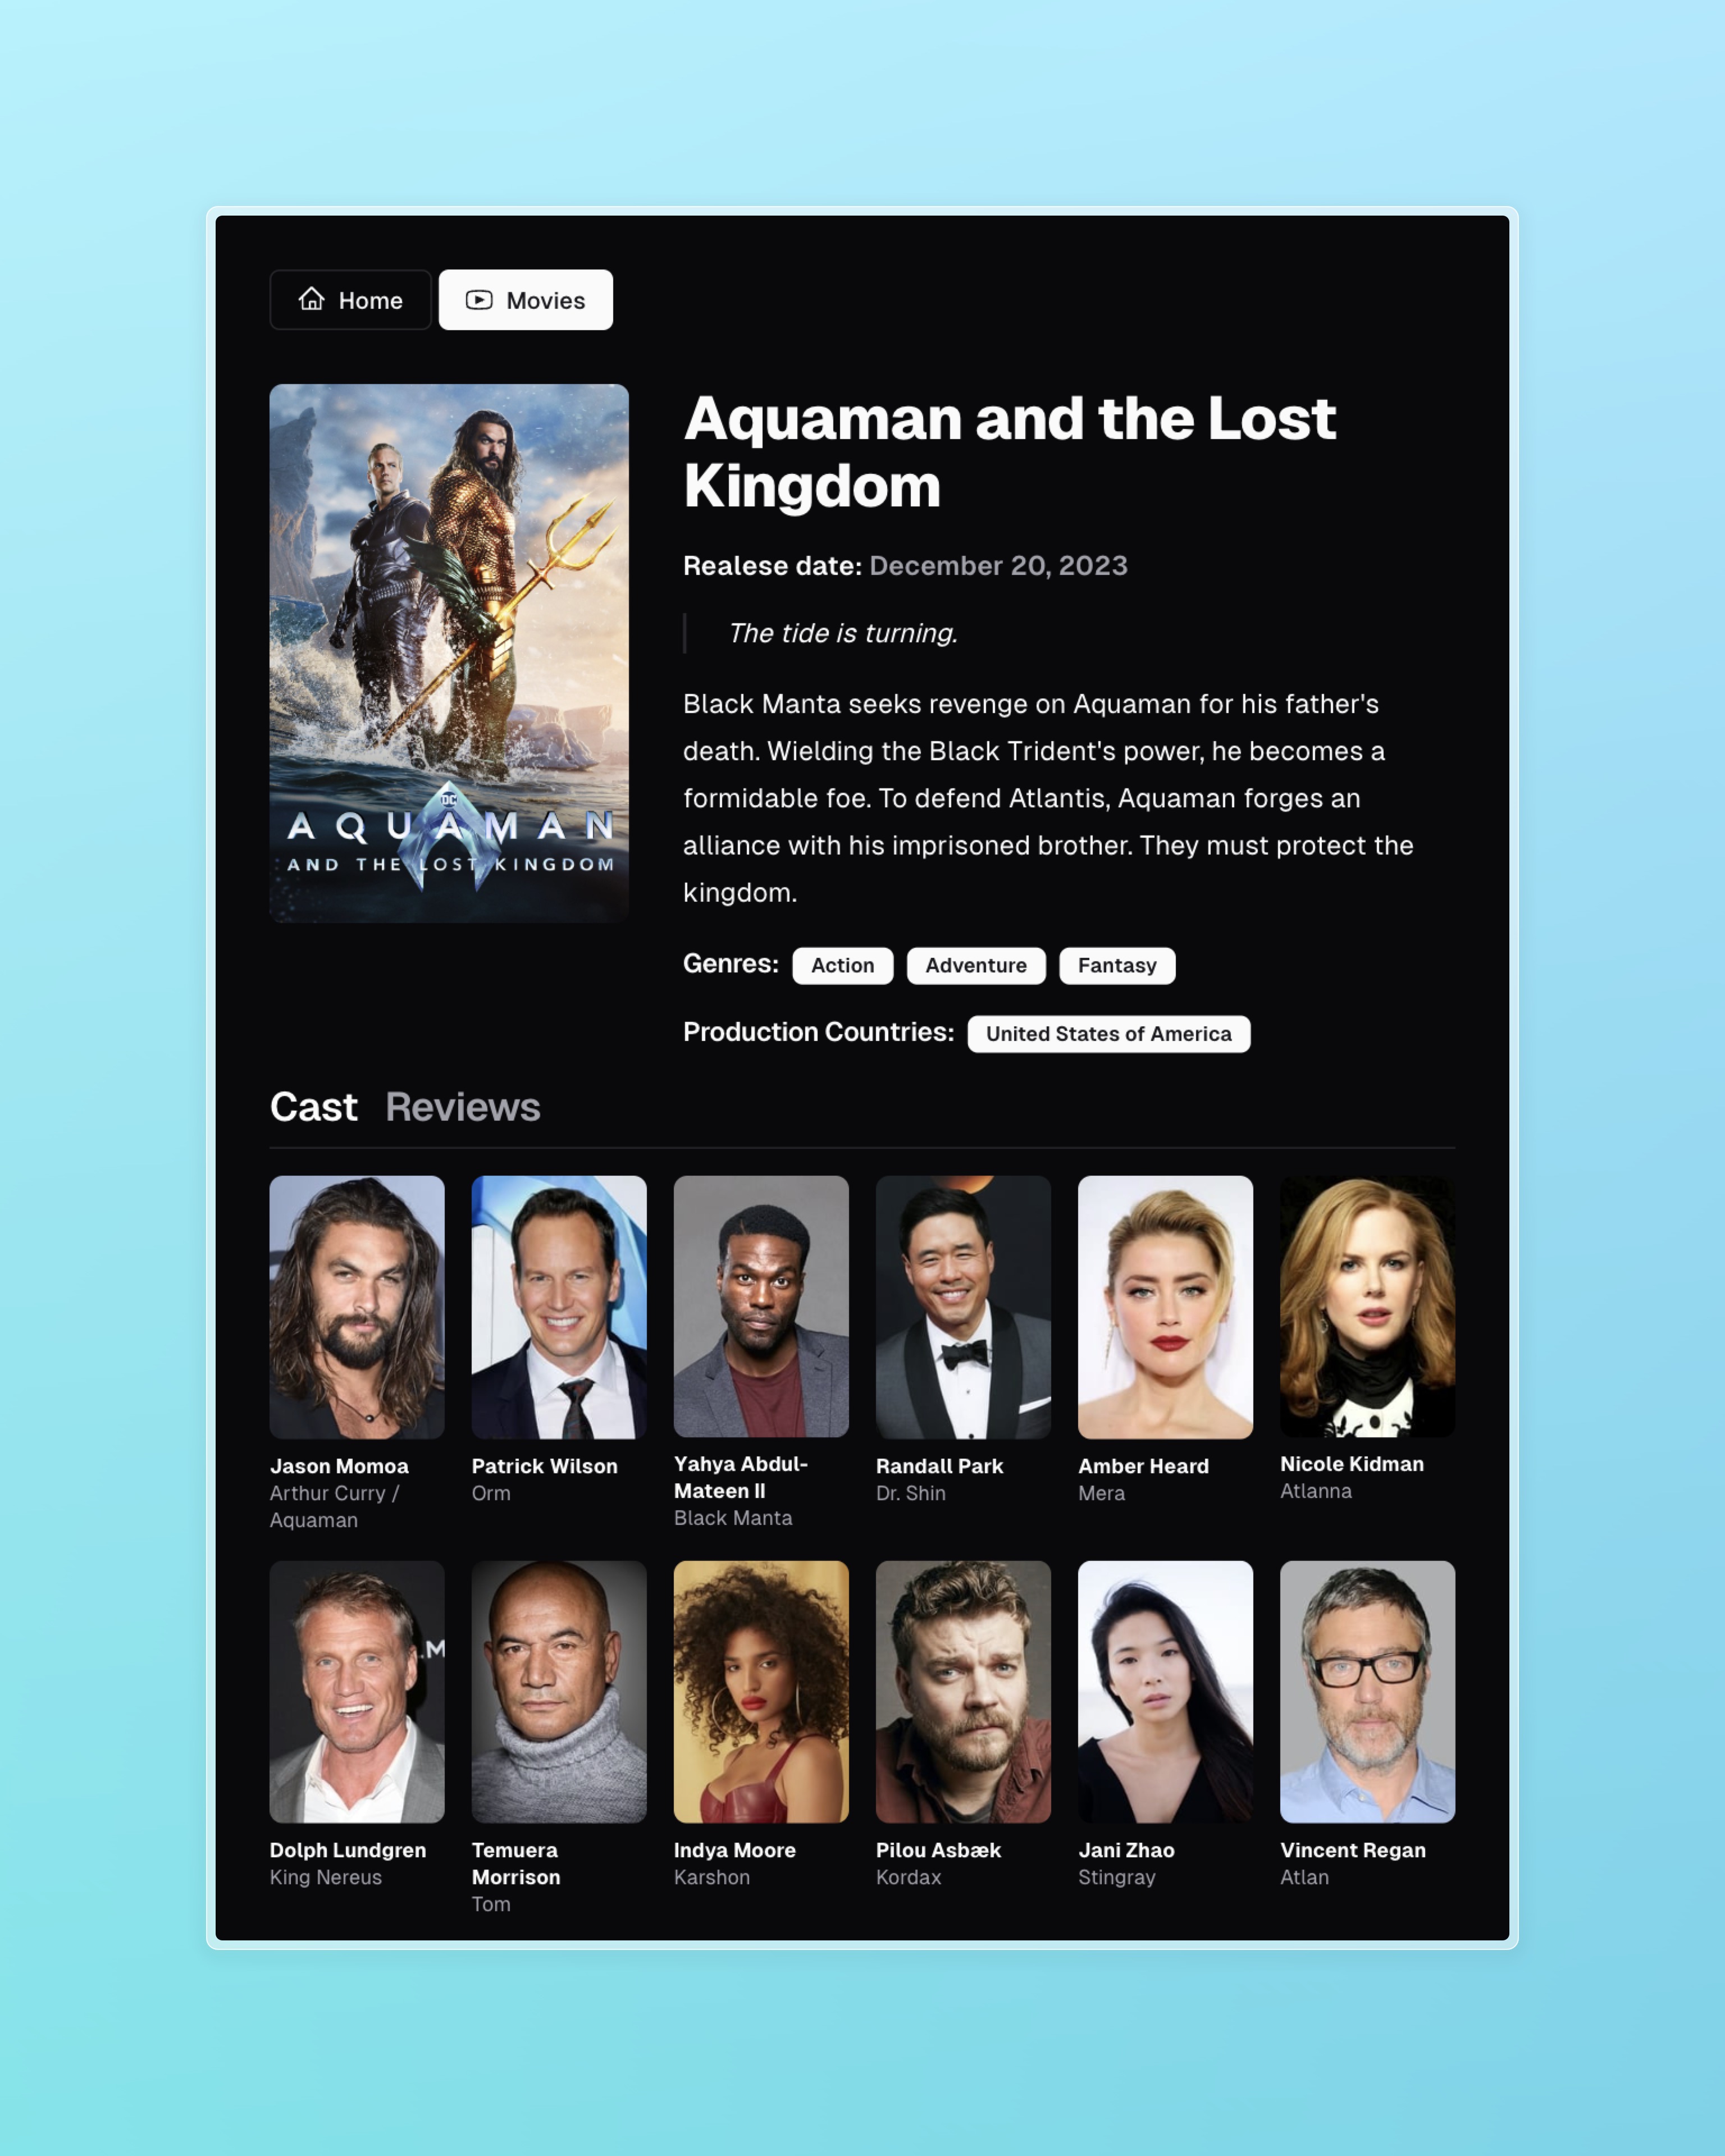 Home
Movies
Aquaman and the Lost
Kingdom
Realese date: December 20, 2023
The tide is turning.
Black Manta seeks revenge on Aquaman for his father's
death. Wielding the Black Trident's power, he becomes a
formidable foe. To defend Atlantis, Aquaman forges an
alliance with his imprisoned brother. They must protect the
kingdom.
Genres: Action Adventure Fantasy
Production Countries: United States of America
DC
AQUAMAN
AND THE LOST KINGDOM
Cast Reviews
Jason Momoa
Arthur Curry /
Aquaman
Patrick Wilson
Orm
Yahya Abdul-
Mateen II
Black Manta
Randall Park
Dr. Shin
Amber Heard
Mera
Nicole Kidman
Atlanna
.M
Dolph Lundgren
King Nereus
Temuera
Morrison
Tom
Indya Moore
Karshon
Pilou Asbæk
Kordax
Jani Zhao
Stingray
Vincent Regan
Atlan